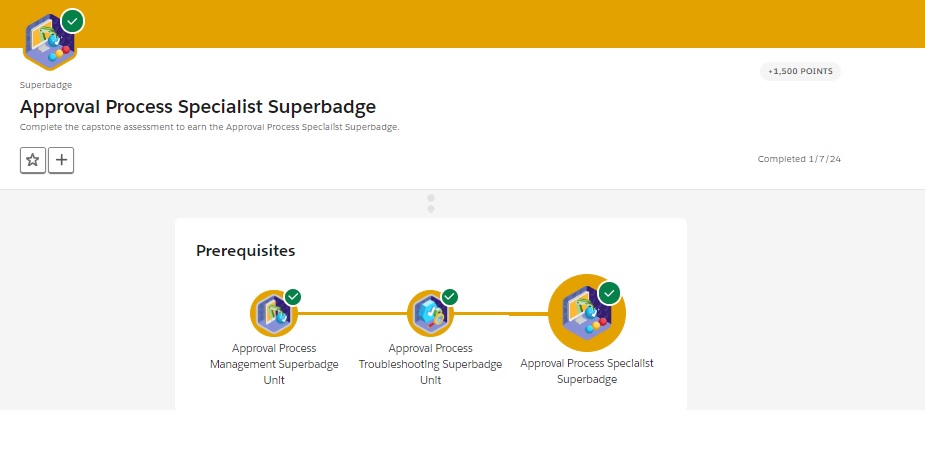 +1,500 POINTS
Superbadge
Approval Process Specialist Superbadge
Complete the capstone assessment to earn the Approval Process Specialist Superbadge.
Completed 1/7/24
Prerequisites
Approval Process
Management Superbadge
Unit
Approval Process
Troubleshooting Superbadge
Unit
Approval Process Specialist
Superbadge